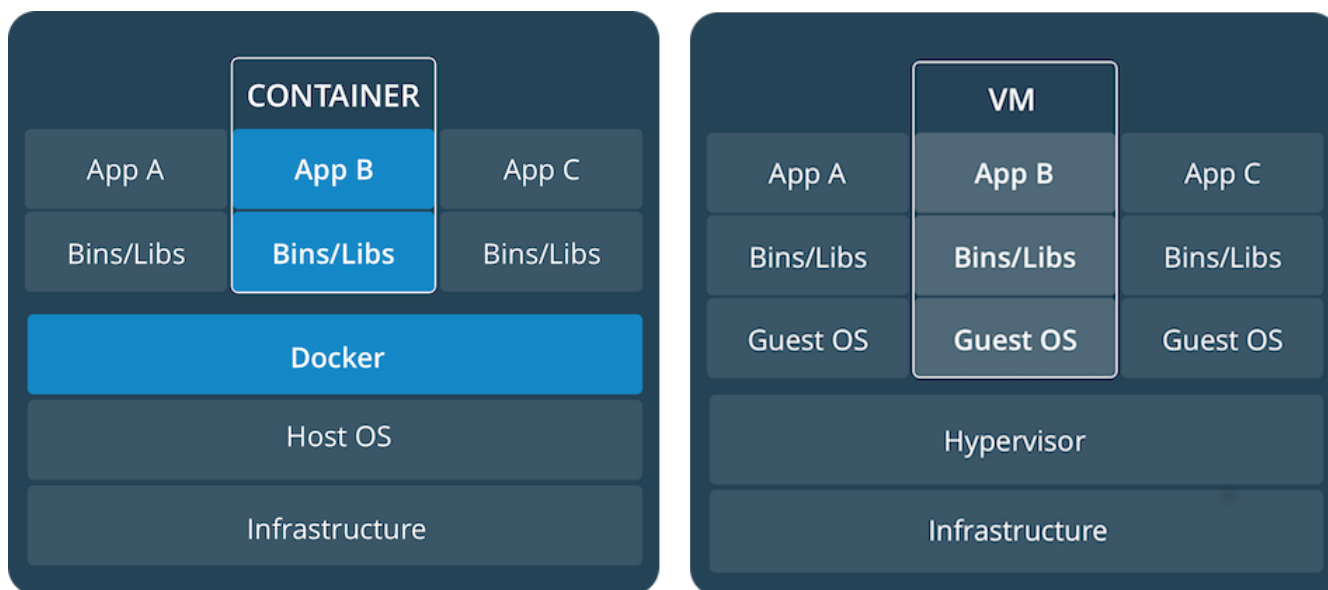 CONTAINER
App A App B App C
Bins/Libs Bins/Libs Bins/Libs
Docker
Host OS
Infrastructure
VM
App A App B App C
Bins/Libs Bins/Libs Bins/Libs
Guest OS Guest OS Guest OS
Hypervisor
Infrastructure